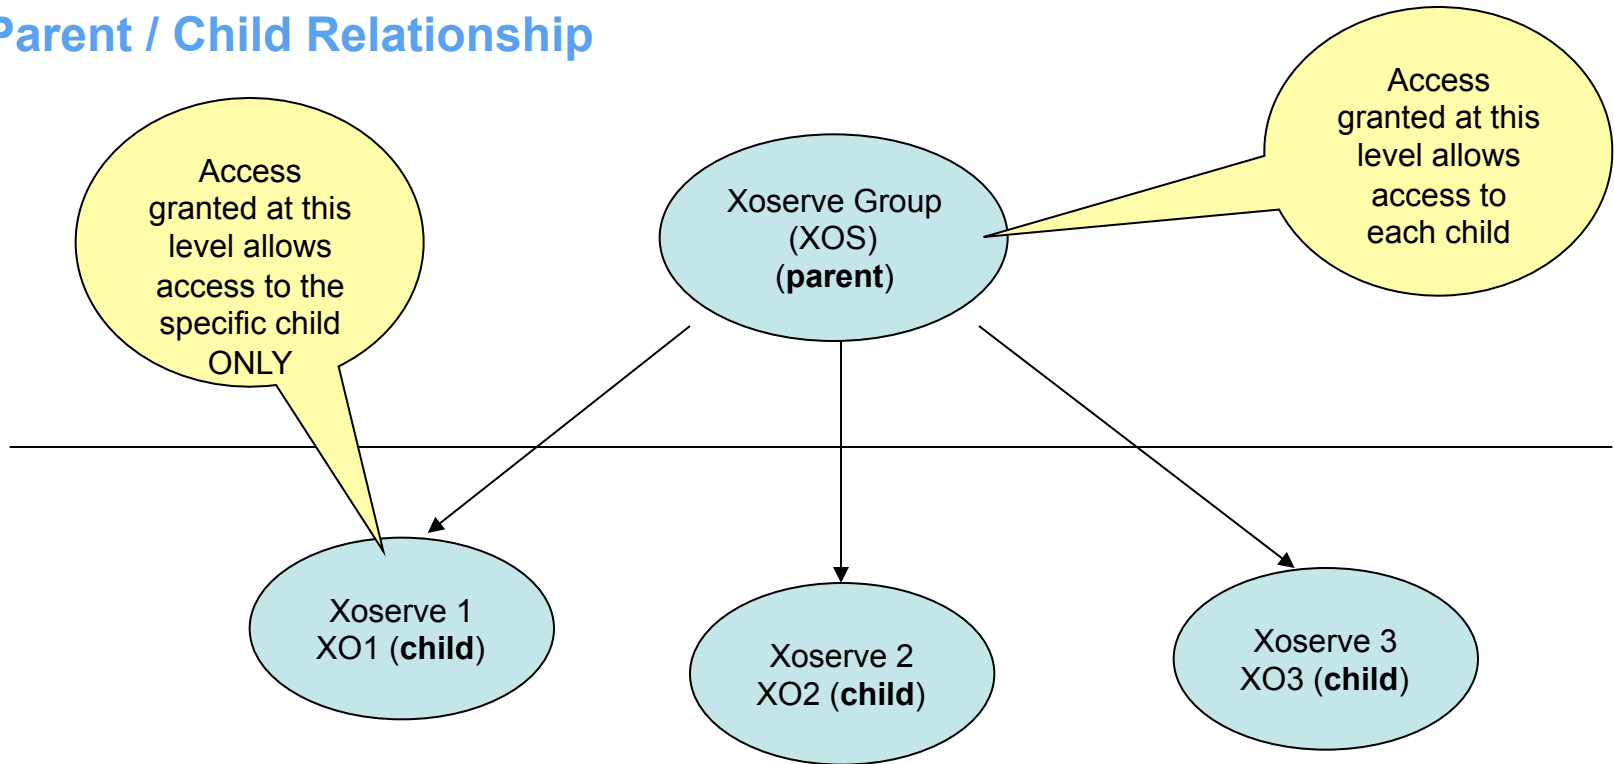 Parent / Child Relationship
Access
granted at this
level allows
access to the
specific child
ONLY
Xoserve Group
(XOS)
(parent)
Access
granted at this
level allows
access to
each child
Xoserve 1
XO1 (child)
Xoserve 2
XO2 (child)
Xoserve 3
XO3 (child)